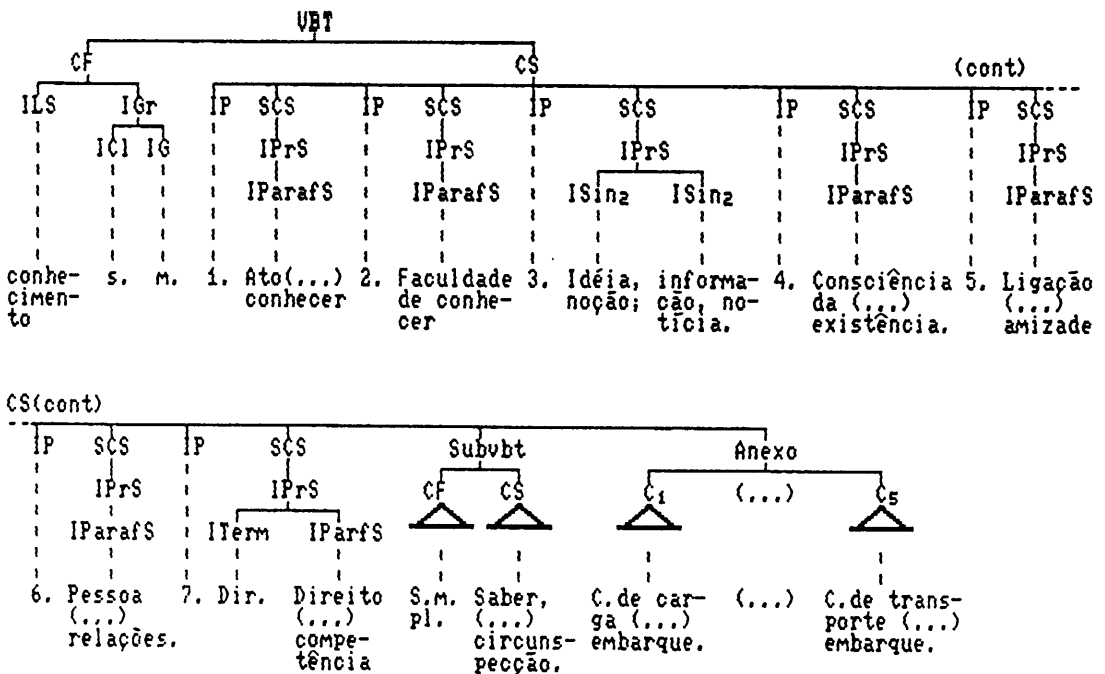 VBT
CF CS (cont)
ILS IGr IP SCS IP SCS IP SCS IP SCS IP SCS
ICl IG IPrS IPrS IPrS IPrS IPrS
IParafS IParafS ISin2 ISin2 IParafS IParafS
conhe- s. m. 1. Ato(...) 2. Faculdade 3. Idéia, informa- 4. Consciência 5. Ligação
cimen- conhecer de conhe- noção; ção, no- da (...) (...)
to cer tícia. existência. amizade
CS(cont)
IP SCS IP SCS Subvbt Anexo
IPrS IPrS CF CS C1 (...) C5
IParafS ITerm IParfS
6. Pessoa 7. Dir. Direito S.m. Saber, C.de car- (...) C.de trans-
(...) (...) pl. (...) ga (...) porte (...)
relações. compe- circuns- embarque. embarque.
tência pecção.